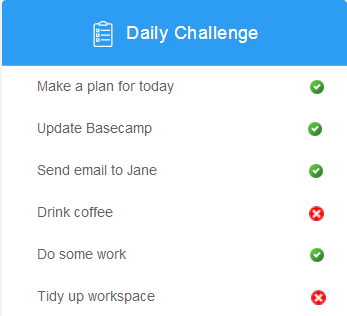 Daily Challenge
Make a plan for today
Update Basecamp
Send email to Jane
Drink coffee
Do some work
Tidy up workspace